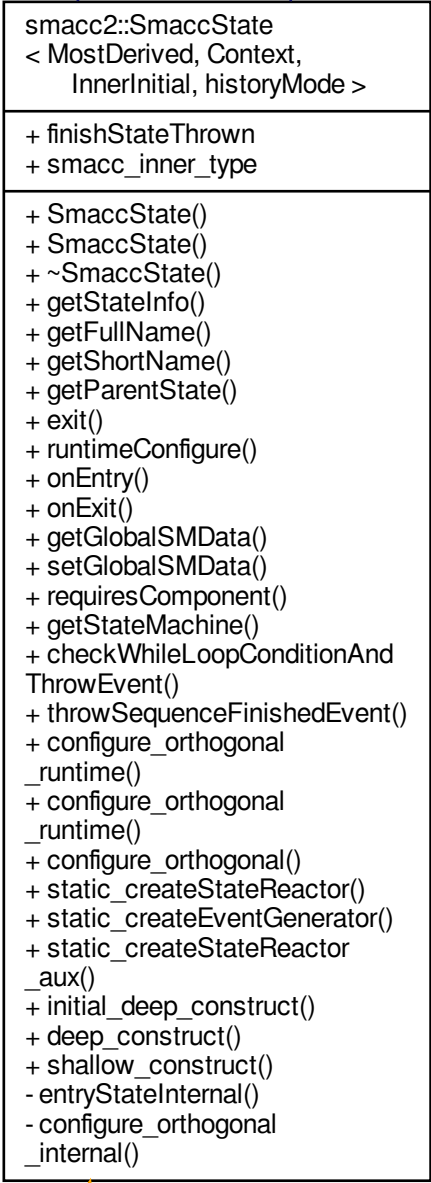 smacc2::SmaccState
< MostDerived, Context,
InnerInitial, historyMode >
+ finishStateThrown
+ smacc_inner_type
+ SmaccState()
+ SmaccState()
+ ~SmaccState()
+ getStateInfo()
+ getFullName()
+ getShortName()
+ getParentState()
+ exit()
+ runtimeConfigure()
+ onEntry()
+ onExit()
+ getGlobalSMData()
+ setGlobalSMData()
+ requiresComponent()
+ getStateMachine()
+ checkWhileLoopConditionAnd
ThrowEvent()
+ throwSequenceFinishedEvent()
+ configure_orthogonal
_runtime()
+ configure_orthogonal
_runtime()
+ configure_orthogonal()
+ static_createStateReactor()
+ static_createEventGenerator()
+ static_createStateReactor
_aux()
+ initial_deep_construct()
+ deep_construct()
+ shallow_construct()
- entryStateInternal()
- configure_orthogonal
_internal()